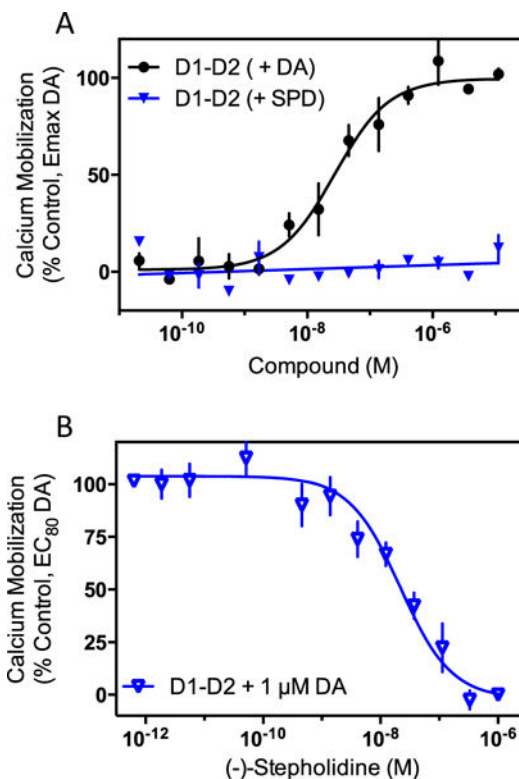 A
D1-D2 ( + DA)
D1-D2 (+ SPD)
Calcium Mobilization
(% Control, Emax DA)
100
50
0
10⁻¹⁰
10⁻⁸
10⁻⁶
Compound (M)
B
Calcium Mobilization
(% Control, EC₈₀ DA)
100
75
50
25
0
D1-D2 + 1 µM DA
10⁻¹²
10⁻¹⁰
10⁻⁸
10⁻⁶
(-)-Stepholidine (M)